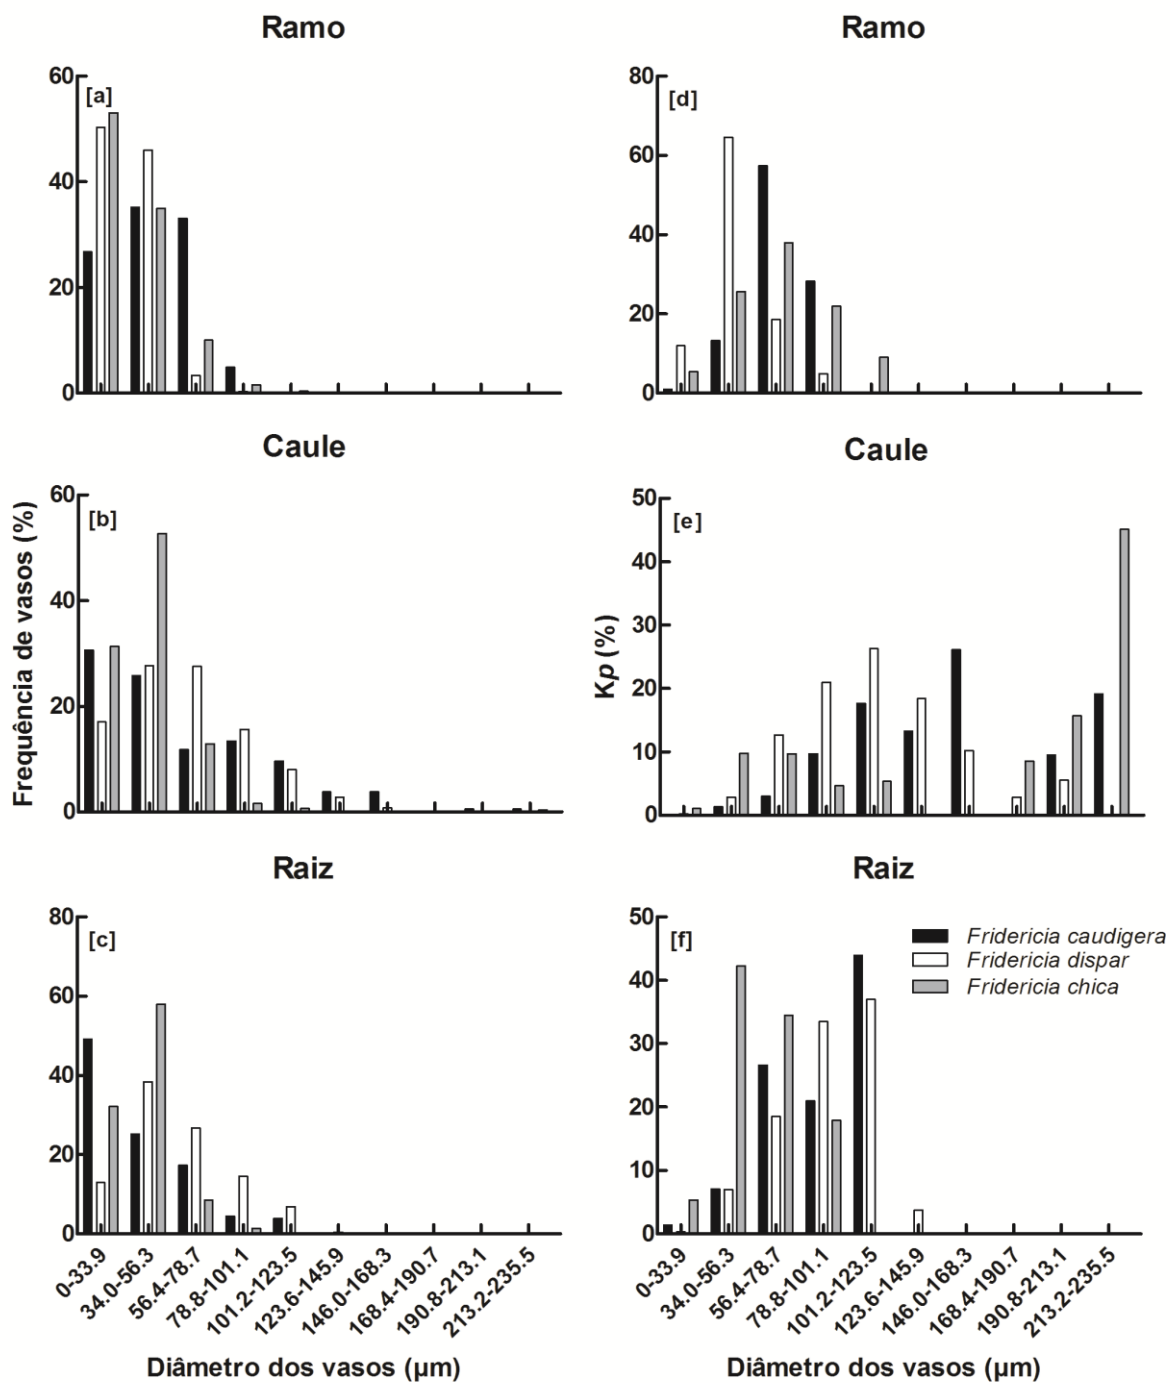 Ramo
[a]
60
40
20
0
Ramo
[d]
80
60
40
20
0
Caule
[b]
60
40
20
0
Frequência de vasos (%)
Caule
[e]
50
40
30
20
10
0
Kp (%)
Raiz
[c]
80
60
40
20
0
0-33.9
34.0-56.3
56.4-78.7
78.8-101.1
101.2-123.5
123.6-145.9
146.0-168.3
168.4-190.7
190.8-213.1
213.2-235.5
Diâmetro dos vasos (µm)
Raiz
[f]
50
40
30
20
10
0
Fridericia caudigera
Fridericia dispar
Fridericia chica
0-33.9
34.0-56.3
56.4-78.7
78.8-101.1
101.2-123.5
123.6-145.9
146.0-168.3
168.4-190.7
190.8-213.1
213.2-235.5
Diâmetro dos vasos (µm)